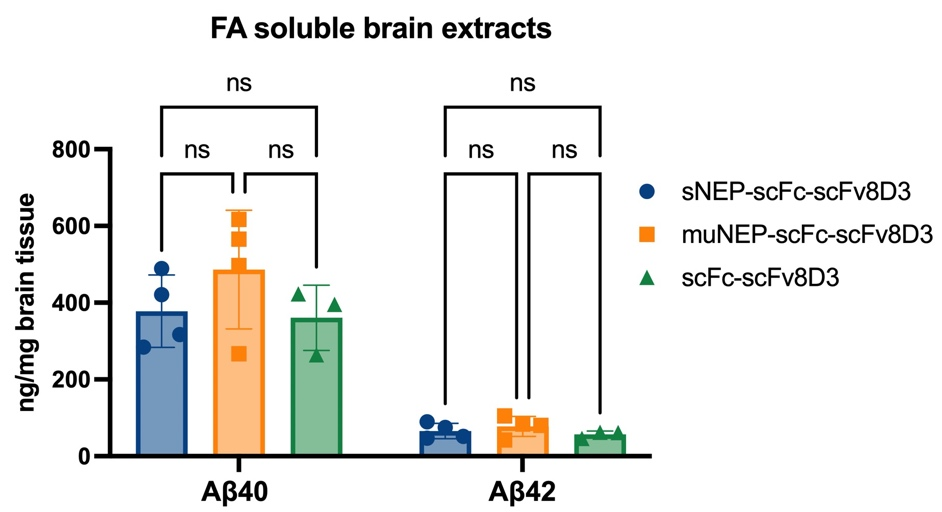 FA soluble brain extracts
ns
ns
ns
ns
ns
ns
ng/mg brain tissue
800
600
400
200
0
Aβ40
Aβ42
sNEP-scFc-scFv8D3
muNEP-scFc-scFv8D3
scFc-scFv8D3